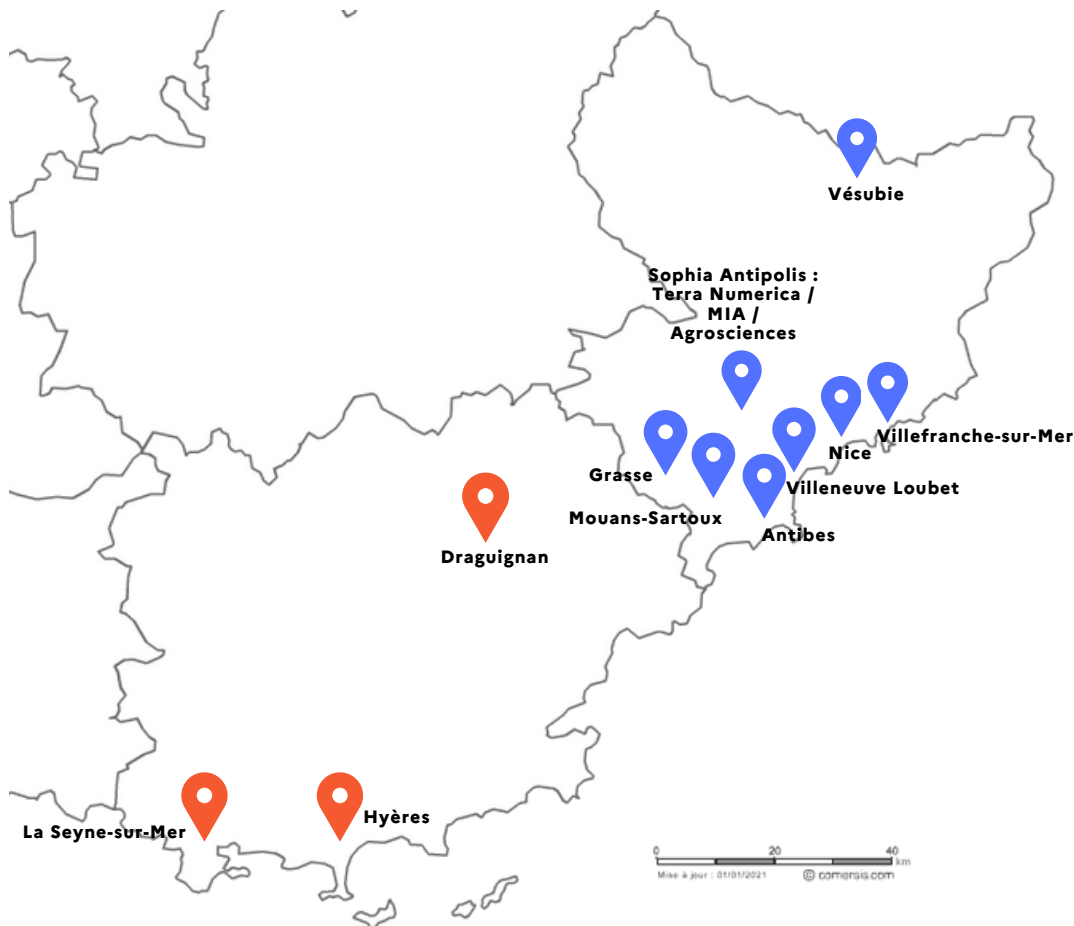 Vésubie
Sophia Antipolis :
Terra Numerica /
MIA /
Agrosciences
Villefranche-sur-Mer
Nice
Grasse
Villeneuve Loubet
Mouans-Sartoux
Antibes
Draguignan
Hyères
La Seyne-sur-Mer
0 20 40
km
Mise à jour : 01/01/2021 © comersis.com